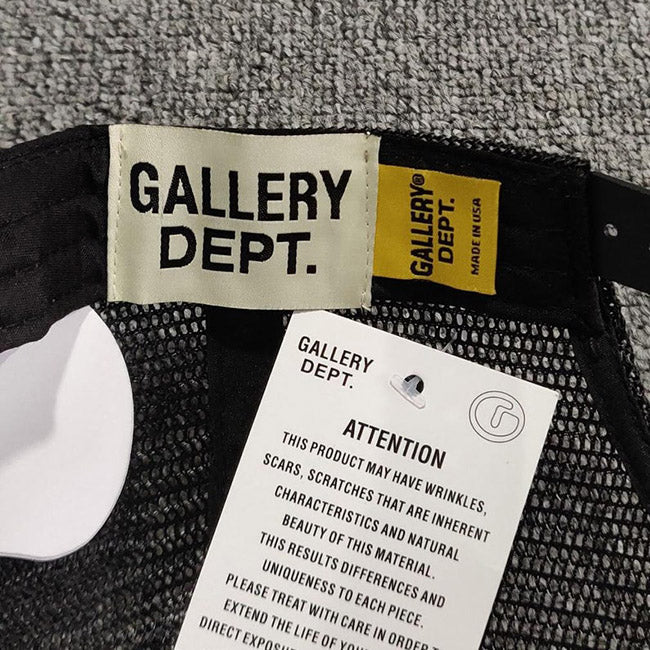 GALLERY
DEPT.
GALLERY®
DEPT.
MADE IN USA
GALLERY
DEPT.
ATTENTION
THIS PRODUCT MAY HAVE WRINKLES,
SCARS, SCRATCHES THAT ARE INHERENT
CHARACTERISTICS AND NATURAL
BEAUTY OF THIS MATERIAL.
THIS RESULTS DIFFERENCES AND
UNIQUENESS TO EACH PIECE.
PLEASE TREAT WITH CARE IN ORDER TO
EXTEND THE LIFE OF YOUR
DIRECT